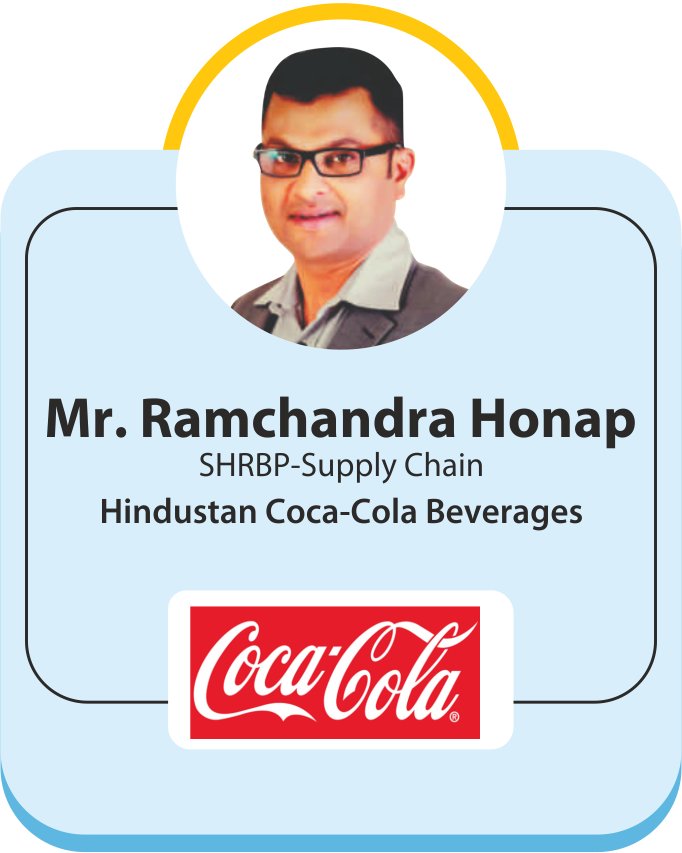 Mr. Ramchandra Honap
SHRBP-Supply Chain
Hindustan Coca-Cola Beverages
Coca-Cola®